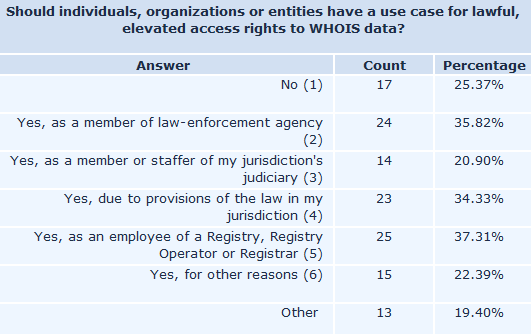 Should individuals, organizations or entities have a use case for lawful,
elevated access rights to WHOIS data?
Answer Count Percentage
No (1) 17 25.37%
Yes, as a member of law-enforcement agency
(2) 24 35.82%
Yes, as a member or staffer of my jurisdiction's
judiciary (3) 14 20.90%
Yes, due to provisions of the law in my
jurisdiction (4) 23 34.33%
Yes, as an employee of a Registry, Registry
Operator or Registrar (5) 25 37.31%
Yes, for other reasons (6) 15 22.39%
Other 13 19.40%